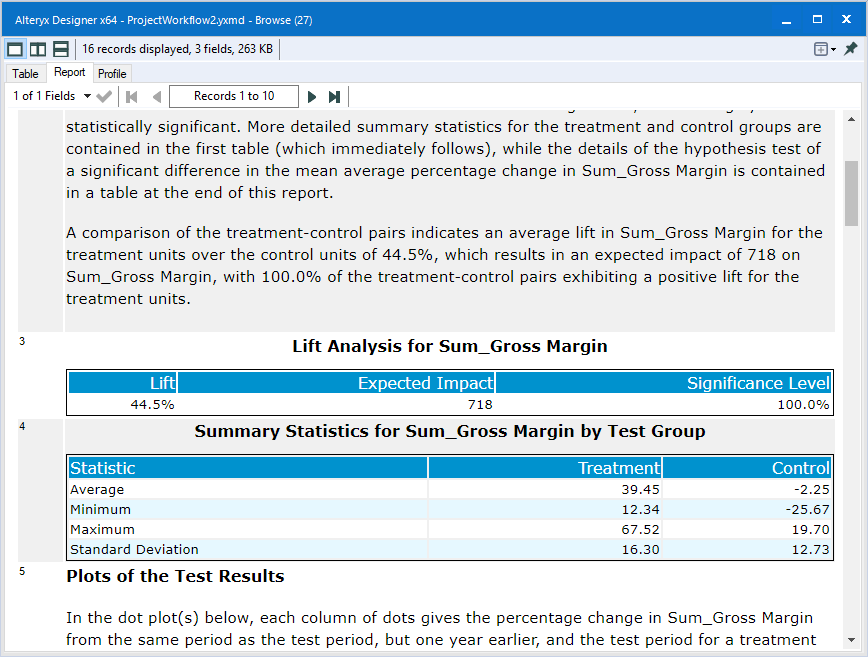 Alteryx Designer x64 - ProjectWorkflow2.yxmd - Browse (27)
16 records displayed, 3 fields, 263 KB
Table Report Profile
1 of 1 Fields Records 1 to 10
statistically significant. More detailed summary statistics for the treatment and control groups are
contained in the first table (which immediately follows), while the details of the hypothesis test of
a significant difference in the mean average percentage change in Sum_Gross Margin is contained
in a table at the end of this report.
A comparison of the treatment-control pairs indicates an average lift in Sum_Gross Margin for the
treatment units over the control units of 44.5%, which results in an expected impact of 718 on
Sum_Gross Margin, with 100.0% of the treatment-control pairs exhibiting a positive lift for the
treatment units.
3 Lift Analysis for Sum_Gross Margin
Lift Expected Impact Significance Level
44.5% 718 100.0%
4 Summary Statistics for Sum_Gross Margin by Test Group
Statistic Treatment Control
Average 39.45 -2.25
Minimum 12.34 -25.67
Maximum 67.52 19.70
Standard Deviation 16.30 12.73
5 Plots of the Test Results
In the dot plot(s) below, each column of dots gives the percentage change in Sum_Gross Margin
from the same period as the test period, but one year earlier, and the test period for a treatment